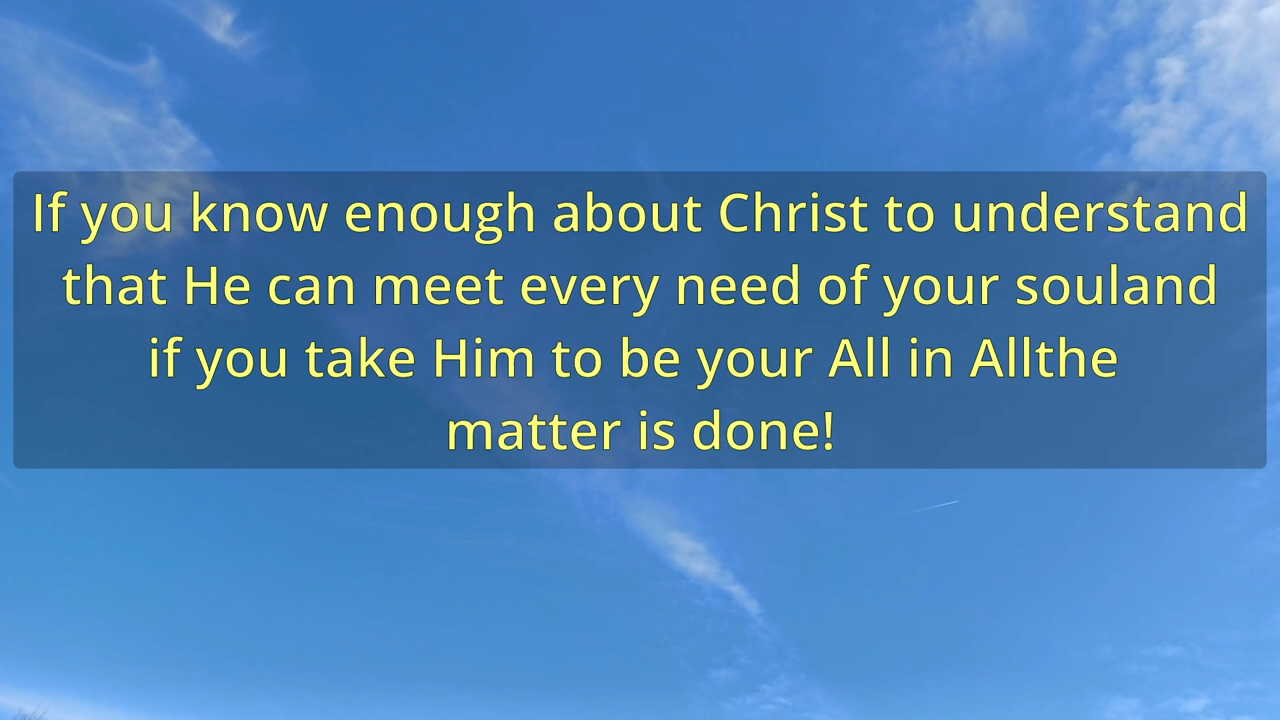 If you know enough about Christ to understand
that He can meet every need of your souland
if you take Him to be your All in Allthe
matter is done!